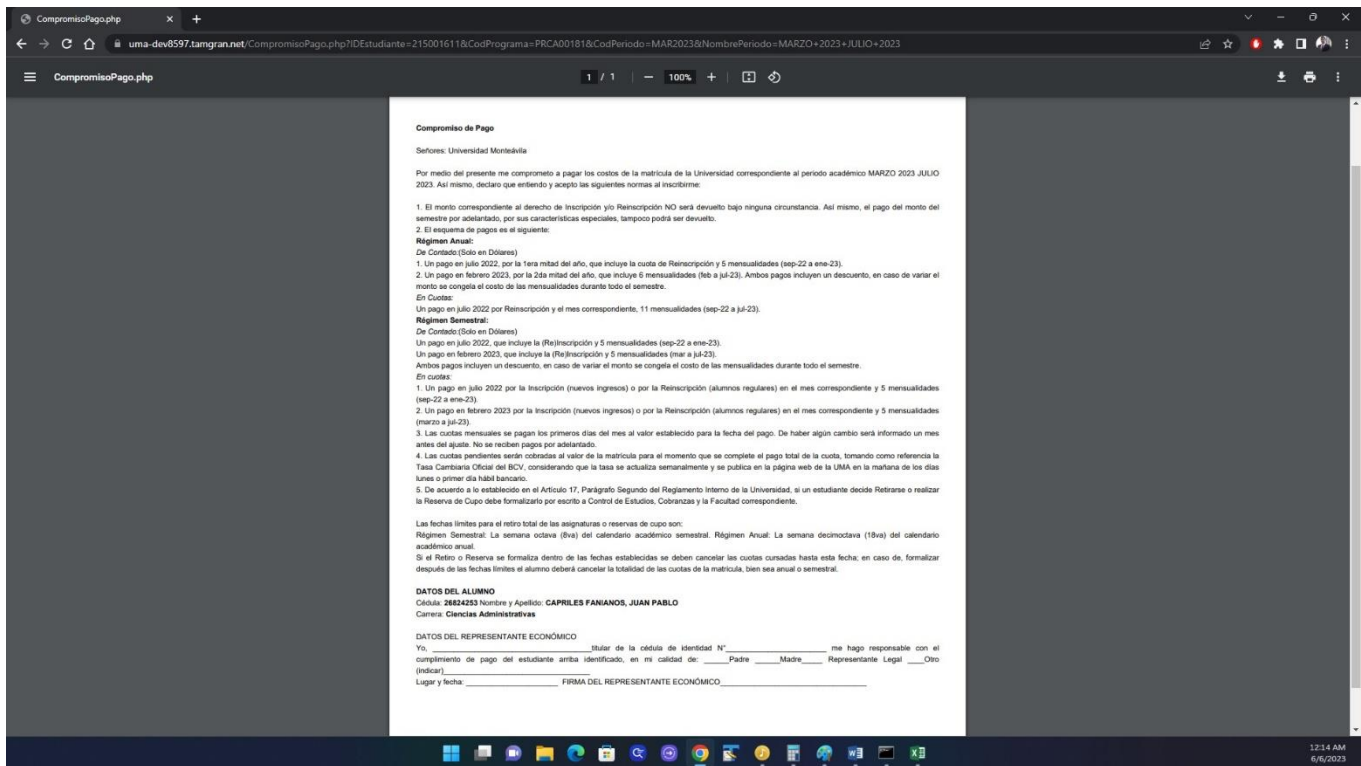 CompromisoPago.php
uma-dev8597.tamgran.net/CompromisoPago.php?IDEstudiante=215001611&CodPrograma=PRCA00181&CodPeriodo=MAR2023&NombrePeriodo=MARZO+2023+JULIO+2023
CompromisoPago.php
1 / 1
100%
Compromiso de Pago
Señores: Universidad Monteávila
Por medio del presente me comprometo a pagar los costos de la matrícula de la Universidad correspondiente al periodo académico MARZO 2023 JULIO
2023. Así mismo, declaro que entiendo y acepto las siguientes normas al inscribirme:
1. El monto correspondiente al derecho de Inscripción y/o Reinscripción NO será devuelto bajo ninguna circunstancia. Así mismo, el pago del monto del
semestre por adelantado, por sus características especiales, tampoco podrá ser devuelto.
2. El esquema de pagos es el siguiente:
Régimen Anual:
De Contado:(Solo en Dólares)
1. Un pago en julio 2022, por la 1era mitad del año, que incluye la cuota de Reinscripción y 5 mensualidades (sep-22 a ene-23).
2. Un pago en febrero 2023, por la 2da mitad del año, que incluye 6 mensualidades (feb a jul-23). Ambos pagos incluyen un descuento, en caso de variar el
monto se congela el costo de las mensualidades durante todo el semestre.
En Cuotas:
Un pago en julio 2022 por Reinscripción y el mes correspondiente, 11 mensualidades (sep-22 a jul-23).
Régimen Semestral:
De Contado:(Solo en Dólares)
Un pago en julio 2022, que incluye la (Re)Inscripción y 5 mensualidades (sep-22 a ene-23).
Un pago en febrero 2023, que incluye la (Re)Inscripción y 5 mensualidades (mar a jul-23).
Ambos pagos incluyen un descuento, en caso de variar el monto se congela el costo de las mensualidades durante todo el semestre.
En cuotas:
1. Un pago en julio 2022 por la Inscripción (nuevos ingresos) o por la Reinscripción (alumnos regulares) en el mes correspondiente y 5 mensualidades
(sep-22 a ene-23).
2. Un pago en febrero 2023 por la Inscripción (nuevos ingresos) o por la Reinscripción (alumnos regulares) en el mes correspondiente y 5 mensualidades
(marzo a jul-23).
3. Las cuotas mensuales se pagan los primeros días del mes al valor establecido para la fecha del pago. De haber algún cambio será informado un mes
antes del ajuste. No se reciben pagos por adelantado.
4. Las cuotas pendientes serán cobradas al valor de la matrícula para el momento que se complete el pago total de la cuota, tomando como referencia la
Tasa Cambiaria Oficial del BCV, considerando que la tasa se actualiza semanalmente y se publica en la página web de la UMA en la mañana de los días
lunes o primer día hábil bancario.
5. De acuerdo a lo establecido en el Artículo 17, Parágrafo Segundo del Reglamento Interno de la Universidad, si un estudiante decide Retirarse o realizar
la Reserva de Cupo debe formalizarlo por escrito a Control de Estudios, Cobranzas y la Facultad correspondiente.
Las fechas límites para el retiro total de las asignaturas o reservas de cupo son:
Régimen Semestral: La semana octava (8va) del calendario académico semestral. Régimen Anual: La semana decimoctava (18va) del calendario
académico anual.
Si el Retiro o Reserva se formaliza dentro de las fechas establecidas se deben cancelar las cuotas cursadas hasta esta fecha; en caso de, formalizar
después de las fechas límites el alumno deberá cancelar la totalidad de las cuotas de la matrícula, bien sea anual o semestral.
DATOS DEL ALUMNO
Cédula: 26824253 Nombre y Apellido: CAPRILES FANIANOS, JUAN PABLO
Carrera: Ciencias Administrativas
DATOS DEL REPRESENTANTE ECONÓMICO
Yo, ______________________________titular de la cédula de identidad N°____________________ me hago responsable con el
cumplimiento de pago del estudiante arriba identificado, en mi calidad de: _____Padre _____Madre_____ Representante Legal ____Otro
(indicar)____________________________
Lugar y fecha: __________________ FIRMA DEL REPRESENTANTE ECONÓMICO____________________________
12:14 AM
6/6/2023